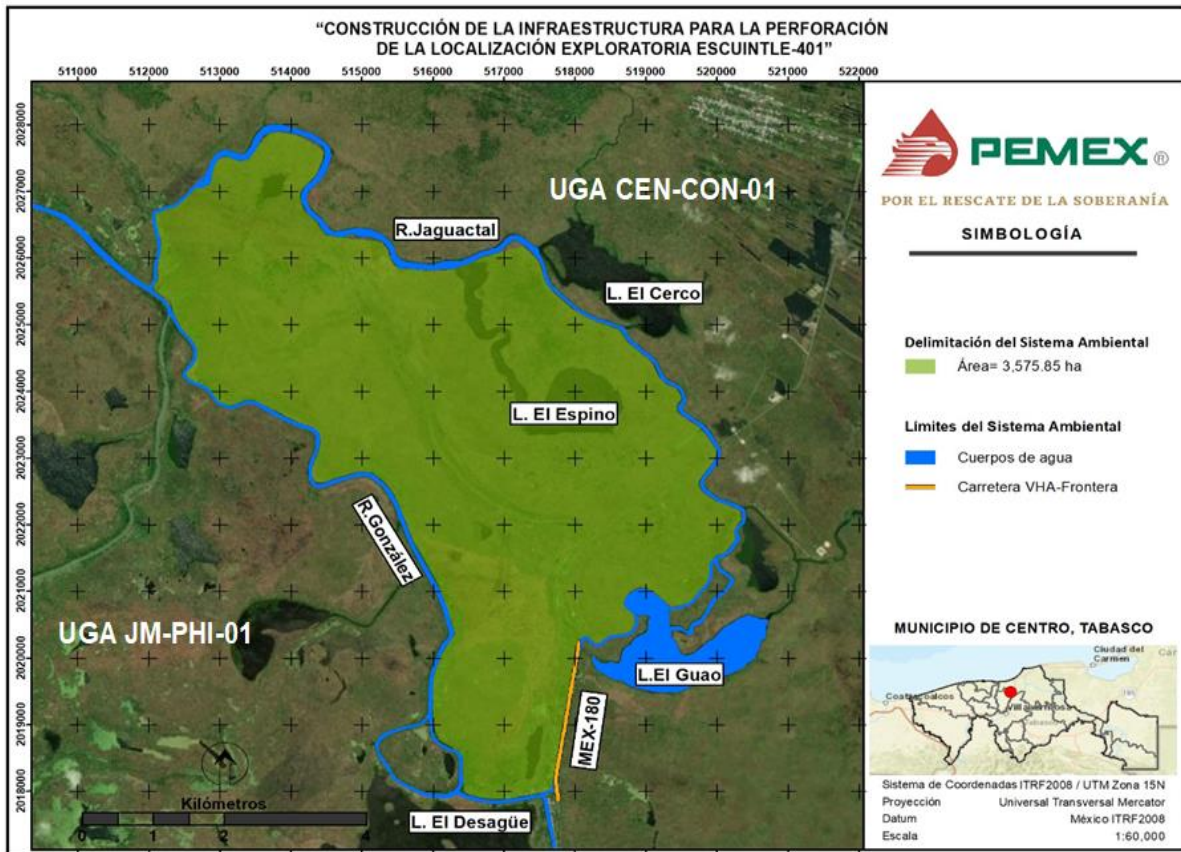 “CONSTRUCCIÓN DE LA INFRAESTRUCTURA PARA LA PERFORACIÓN
DE LA LOCALIZACIÓN EXPLORATORIA ESCUINTLE-401”
511000 512000 513000 514000 515000 516000 517000 518000 519000 520000 521000 522000
2028000
2027000
2026000
2025000
2024000
2023000
2022000
2021000
2020000
2019000
2018000
UGA CEN-CON-01
R.Jaguactal
L. El Cerco
L. El Espino
R.González
UGA JM-PHI-01
L.El Guao
MEX-180
L. El Desagüe
Kilómetros
0 1 2 4
PEMEX ®
POR EL RESCATE DE LA SOBERANÍA
SIMBOLOGÍA
Delimitación del Sistema Ambiental
Área= 3,575.85 ha
Límites del Sistema Ambiental
Cuerpos de agua
Carretera VHA-Frontera
MUNICIPIO DE CENTRO, TABASCO
Ciudad del
Carmen
Villahermosa
Tabasco
Sistema de Coordenadas ITRF2008 / UTM Zona 15N
Proyección Universal Transversal Mercator
Datum México ITRF2008
Escala 1:60,000